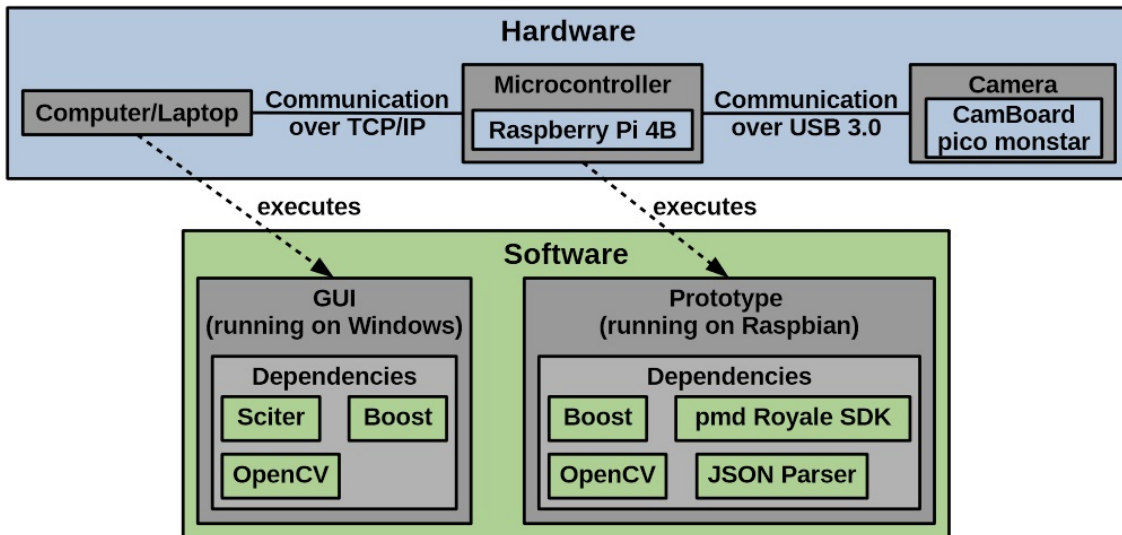 Hardware
Computer/Laptop
Communication
over TCP/IP
Microcontroller
Raspberry Pi 4B
Communication
over USB 3.0
Camera
CamBoard
pico monstar
executes
executes
Software
GUI
(running on Windows)
Dependencies
Sciter
Boost
OpenCV
Prototype
(running on Raspbian)
Dependencies
Boost
pmd Royale SDK
OpenCV
JSON Parser